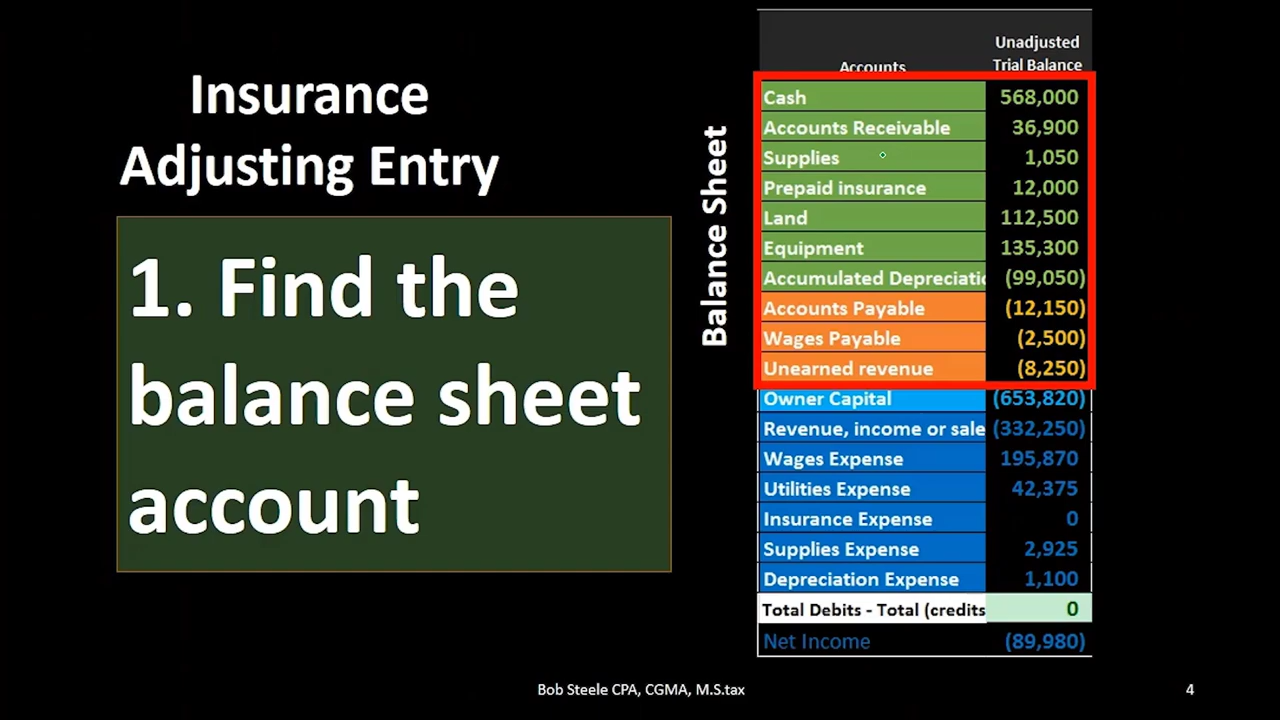 Insurance
Adjusting Entry
1. Find the
balance sheet
account
Balance Sheet
Accounts Unadjusted Trial Balance
Cash 568,000
Accounts Receivable 36,900
Supplies 1,050
Prepaid insurance 12,000
Land 112,500
Equipment 135,300
Accumulated Depreciatio (99,050)
Accounts Payable (12,150)
Wages Payable (2,500)
Unearned revenue (8,250)
Owner Capital (653,820)
Revenue, income or sale (332,250)
Wages Expense 195,870
Utilities Expense 42,375
Insurance Expense 0
Supplies Expense 2,925
Depreciation Expense 1,100
Total Debits - Total (credits 0
Net Income (89,980)
Bob Steele CPA, CGMA, M.S.tax
4